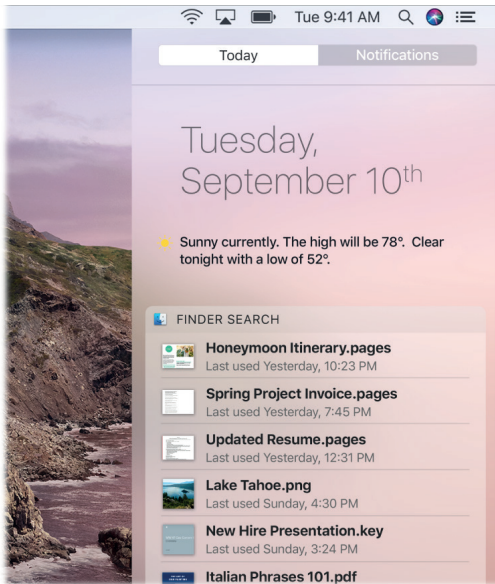 Tue 9:41 AM
Today
Notifications
Tuesday,
September 10th
Sunny currently. The high will be 78°. Clear
tonight with a low of 52°.
FINDER SEARCH
Honeymoon Itinerary.pages
Last used Yesterday, 10:23 PM
Spring Project Invoice.pages
Last used Yesterday, 7:45 PM
Updated Resume.pages
Last used Yesterday, 12:31 PM
Lake Tahoe.png
Last used Sunday, 4:30 PM
New Hire Presentation.key
Last used Sunday, 3:24 PM
Italian Phrases 101.pdf